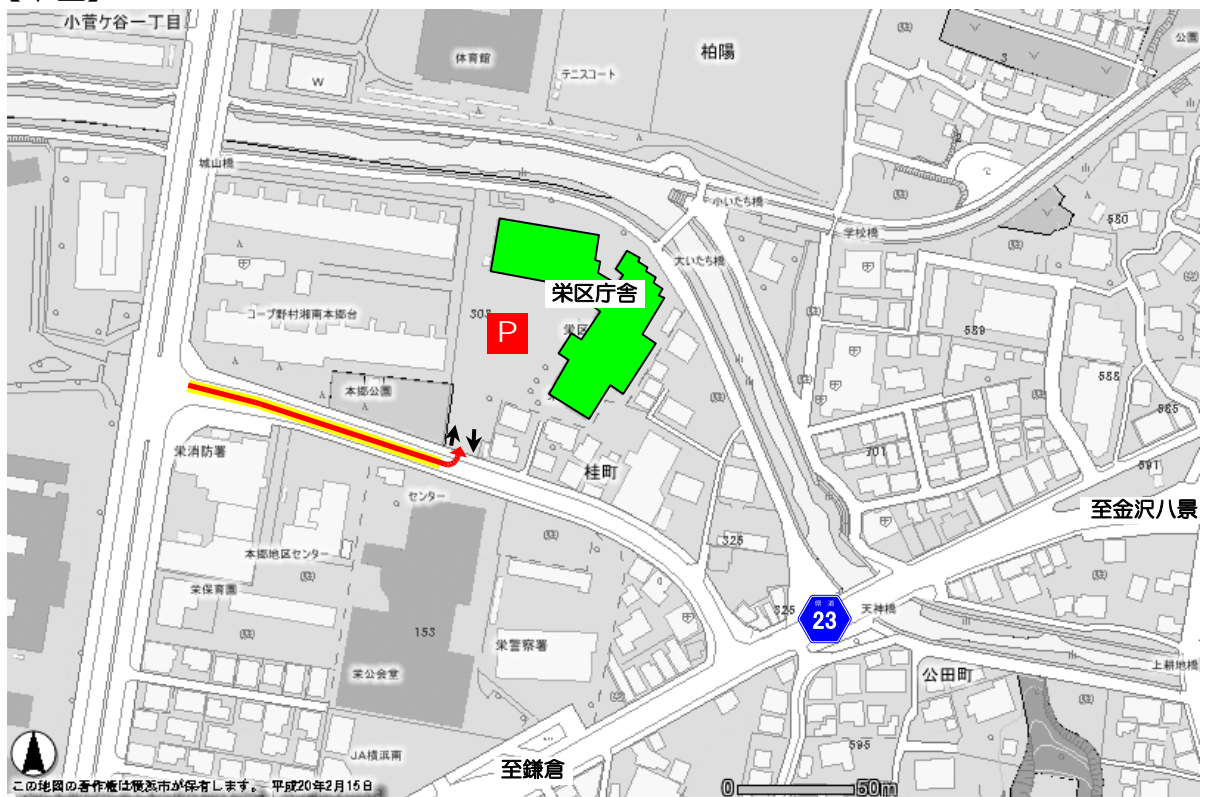 小菅ケ谷一丁目
体育館
柏陽
公園
テニスコート
W
3
2
城山橋
小いたち橋
学校橋
580
大いたち橋
栄区庁舎
コープ野村湘南本郷台
303
P
栄区
589
588
585
本郷公園
栄消防署
701
591
桂町
センター
至金沢八景
本郷地区センター
325
栄保育園
325
県道
23
天神橋
153
栄警察署
上耕地橋
栄公会堂
公田町
JA横浜南
595
至鎌倉
この地図の著作権は横浜市が保有します。 平成20年2月15日
0 50m